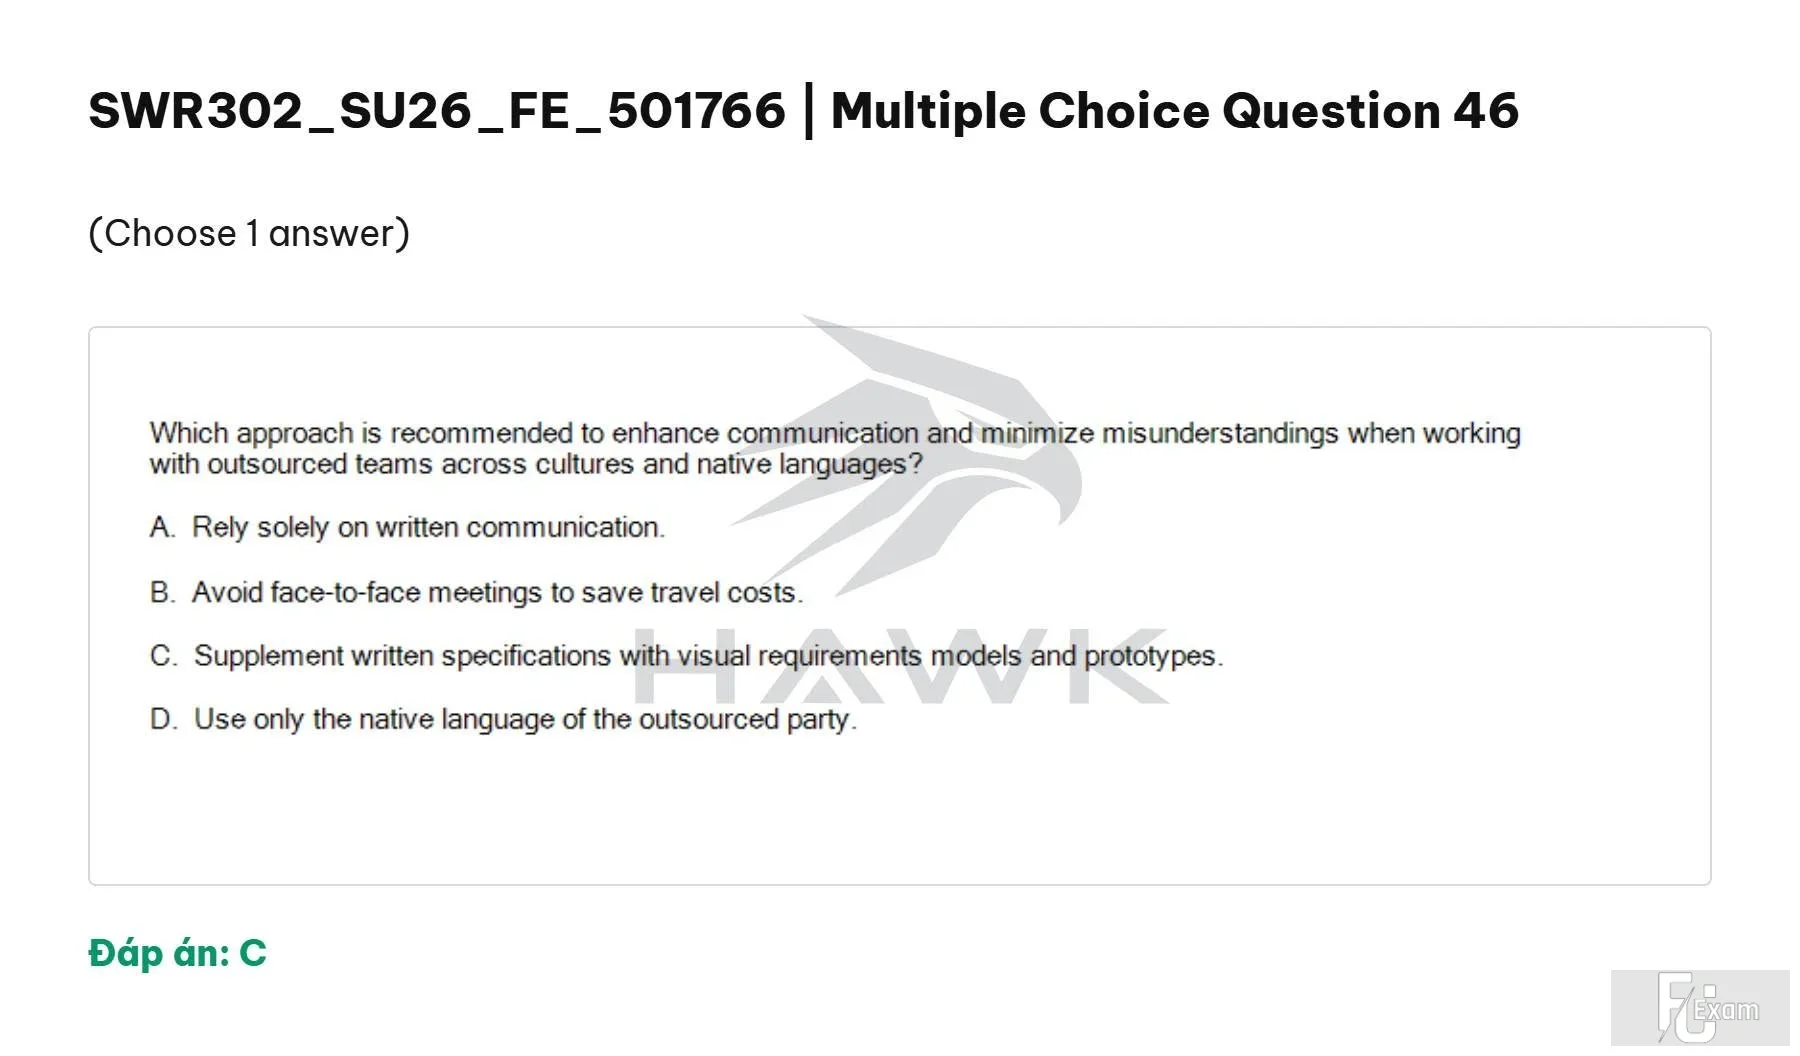 SWR302_SU26_FE_501766 | Multiple Choice Question 46
(Choose 1 answer)
Which approach is recommended to enhance communication and minimize misunderstandings when working
with outsourced teams across cultures and native languages?
A. Rely solely on written communication.
B. Avoid face-to-face meetings to save travel costs.
C. Supplement written specifications with visual requirements models and prototypes.
D. Use only the native language of the outsourced party.
HAWK
Đáp án: C
FU Exam